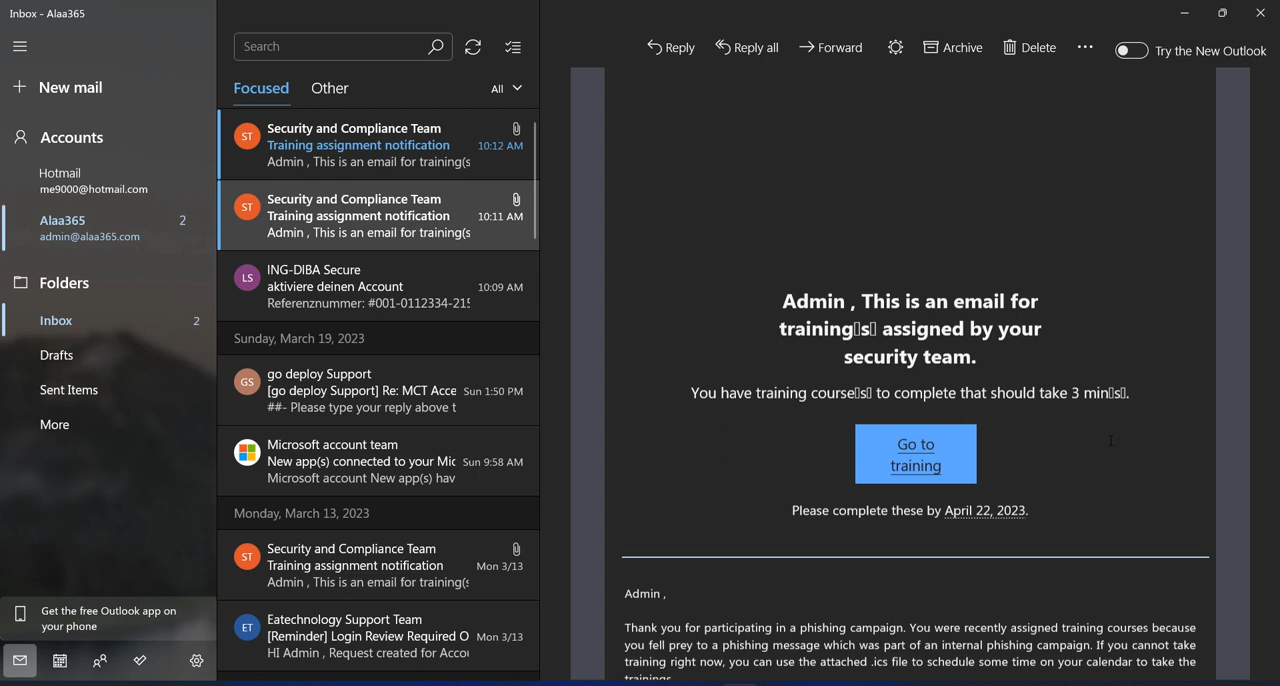 Inbox - Alaa365
New mail
Accounts
Hotmail
me9000@hotmail.com
Alaa365 2
admin@alaa365.com
Folders
Inbox 2
Drafts
Sent Items
More
Get the free Outlook app on
your phone
Search
Focused Other All
ST Security and Compliance Team
Training assignment notification 10:12 AM
Admin , This is an email for training(s
ST Security and Compliance Team
Training assignment notification 10:11 AM
Admin , This is an email for training(s
LS ING-DIBA Secure
aktiviere deinen Account 10:09 AM
Referenznummer: #001-0112334-215
Sunday, March 19, 2023
GS go deploy Support
[go deploy Support] Re: MCT Acce Sun 1:50 PM
##- Please type your reply above t
Microsoft account team
New app(s) connected to your Mic Sun 9:58 AM
Microsoft account New app(s) hav
Monday, March 13, 2023
ST Security and Compliance Team
Training assignment notification Mon 3/13
Admin , This is an email for training(s
ET Eatechnology Support Team
[Reminder] Login Review Required O Mon 3/13
HI Admin , Request created for Accou
Reply Reply all Forward Archive Delete Try the New Outlook
Admin , This is an email for
training▯s▯ assigned by your
security team.
You have training course▯s▯ to complete that should take 3 min▯s▯.
Go to
training
Please complete these by April 22, 2023.
Admin ,
Thank you for participating in a phishing campaign. You were recently assigned training courses because
you fell prey to a phishing message which was part of an internal phishing campaign. If you cannot take
training right now, you can use the attached .ics file to schedule some time on your calendar to take the
trainings